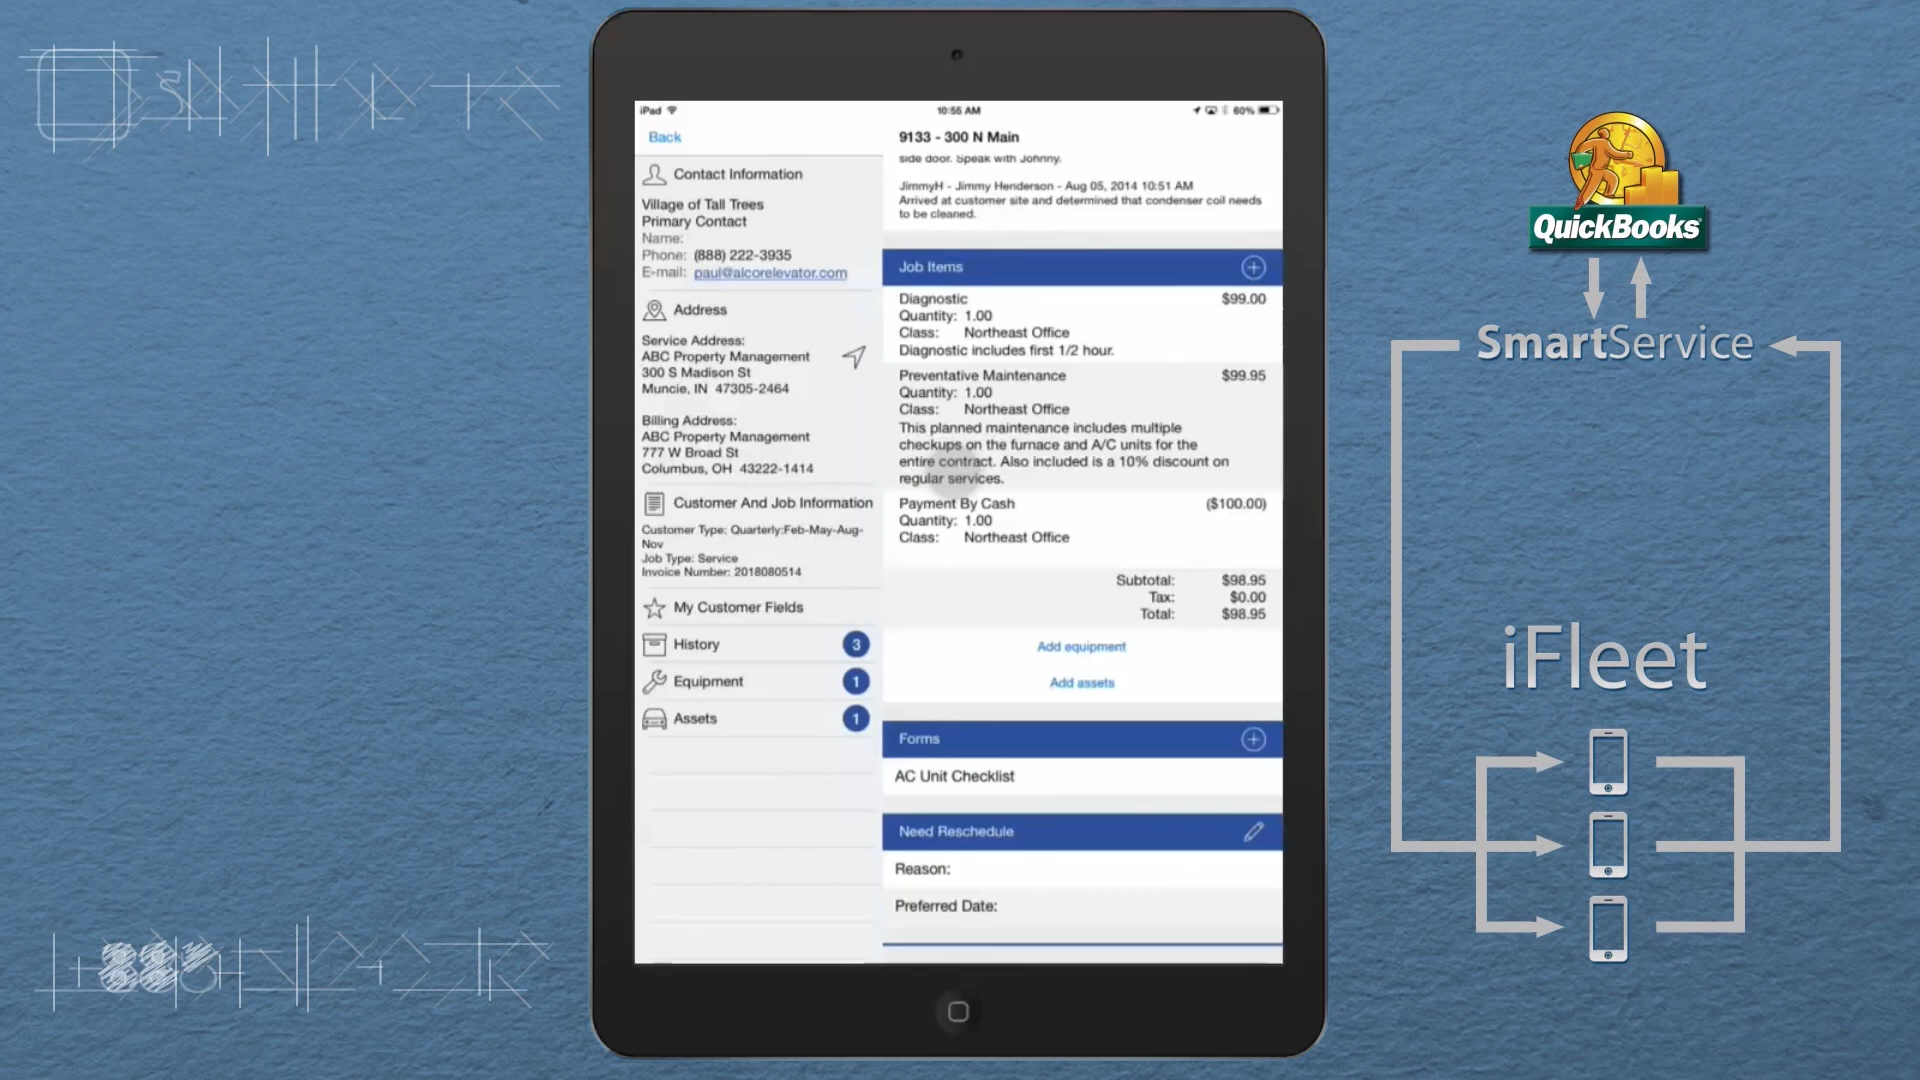 iPad
10:55 AM
60%
Back
Contact Information
Village of Tall Trees
Primary Contact
Name:
Phone: (888) 222-3935
E-mail: paul@alcorelevator.com
Address
Service Address:
ABC Property Management
300 S Madison St
Muncie, IN 47305-2464
Billing Address:
ABC Property Management
777 W Broad St
Columbus, OH 43222-1414
Customer And Job Information
Customer Type: Quarterly:Feb-May-Aug-
Nov
Job Type: Service
Invoice Number: 2018080514
My Customer Fields
History 3
Equipment 1
Assets 1
9133 - 300 N Main
side door. Speak with Johnny.
JimmyH - Jimmy Henderson - Aug 05, 2014 10:51 AM
Arrived at customer site and determined that condenser coil needs
to be cleaned.
Job Items
Diagnostic $99.00
Quantity: 1.00
Class: Northeast Office
Diagnostic includes first 1/2 hour.
Preventative Maintenance $99.95
Quantity: 1.00
Class: Northeast Office
This planned maintenance includes multiple
checkups on the furnace and A/C units for the
entire contract. Also included is a 10% discount on
regular services.
Payment By Cash ($100.00)
Quantity: 1.00
Class: Northeast Office
Subtotal: $98.95
Tax: $0.00
Total: $98.95
Add equipment
Add assets
Forms
AC Unit Checklist
Need Reschedule
Reason:
Preferred Date:
QuickBooks
SmartService
iFleet